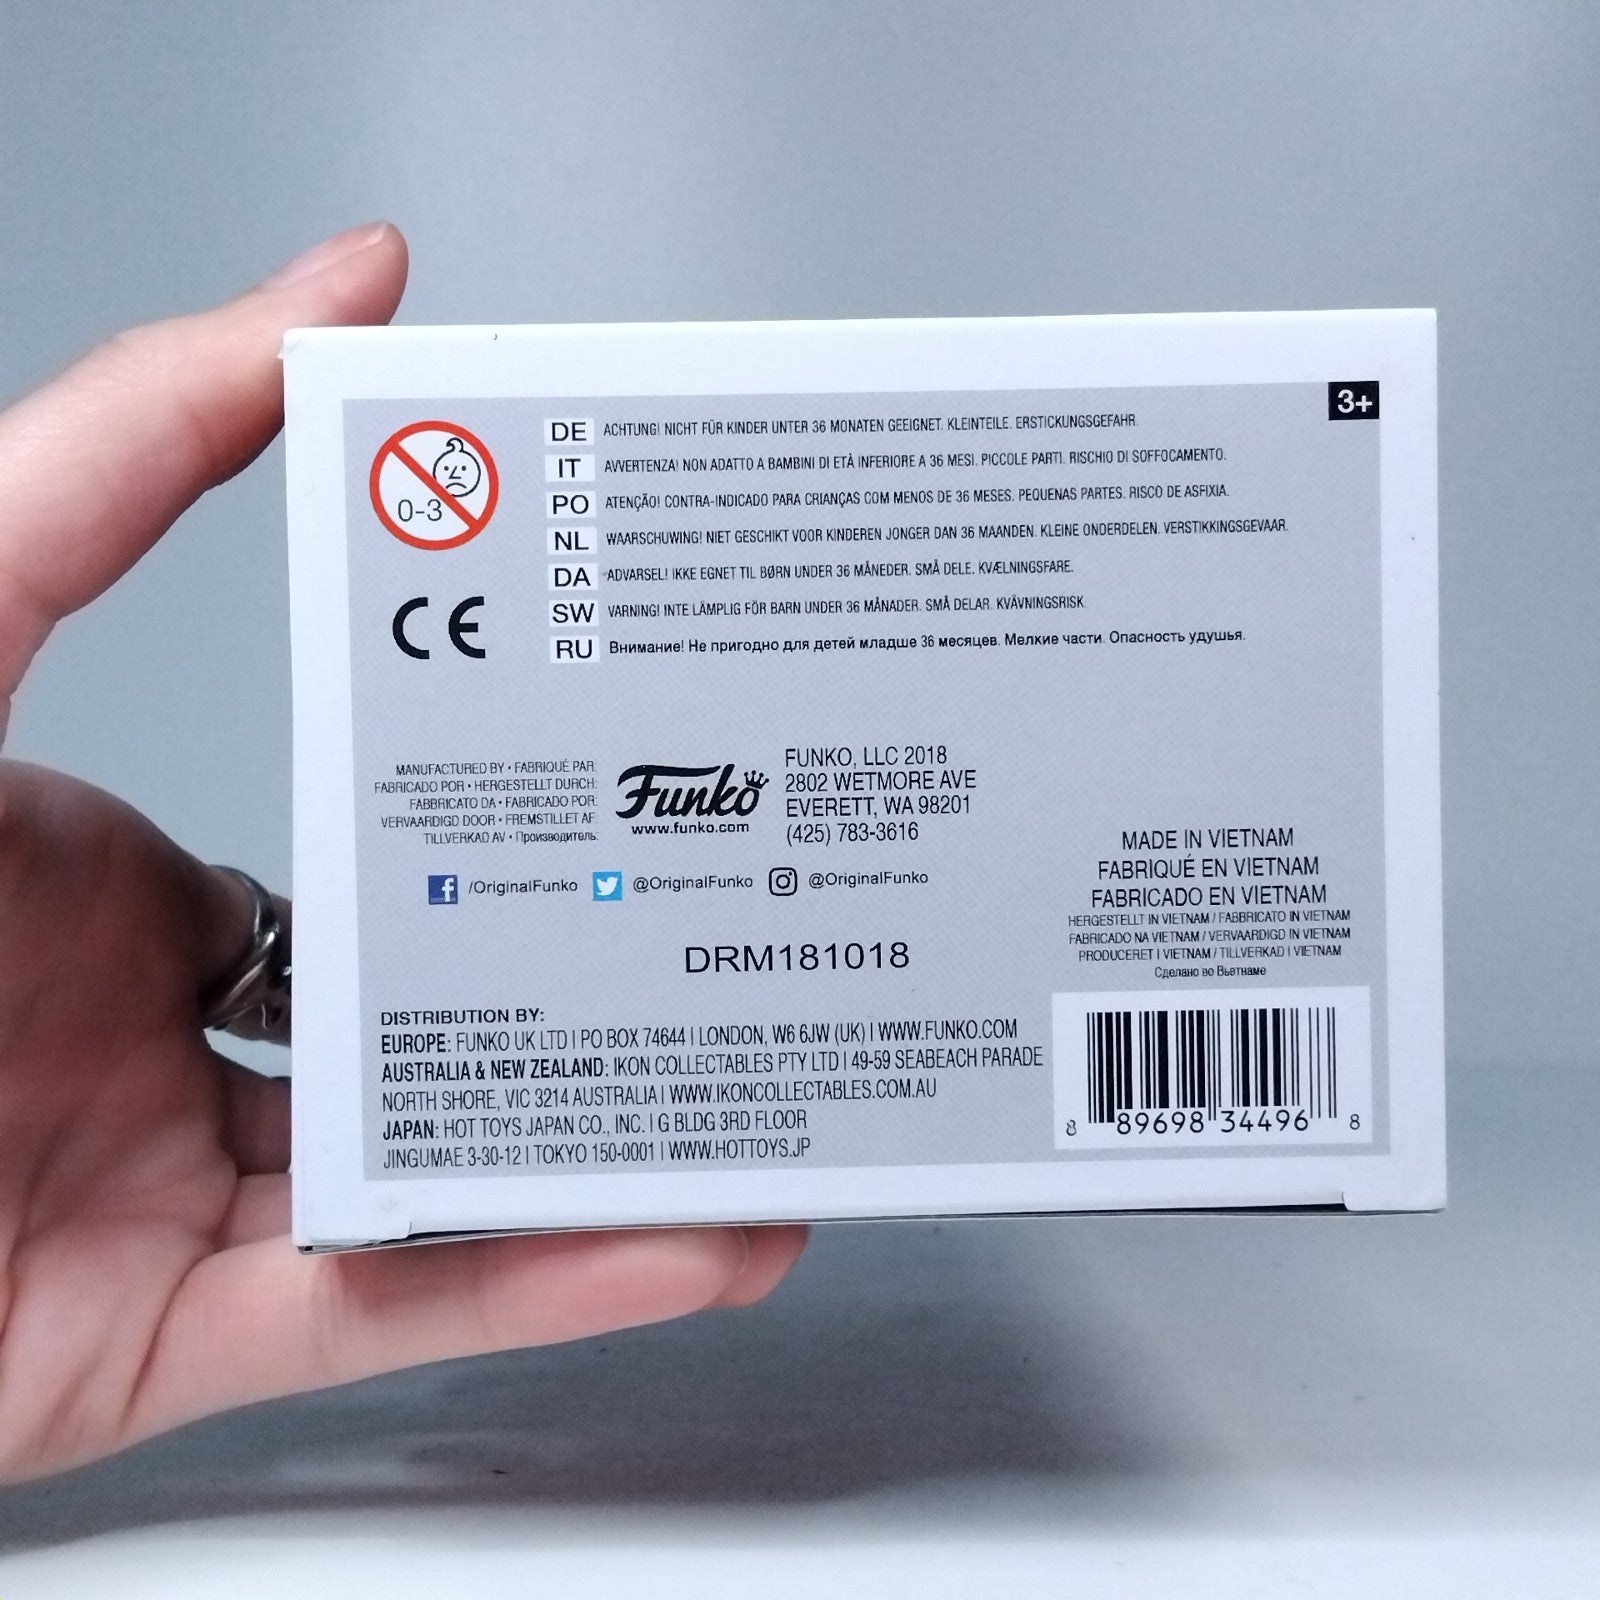 3+
0-3
DE ACHTUNG! NICHT FÜR KINDER UNTER 36 MONATEN GEEIGNET. KLEINTEILE. ERSTICKUNGSGEFAHR.
IT AVVERTENZA! NON ADATTO A BAMBINI DI ETÀ INFERIORE A 36 MESI. PICCOLE PARTI. RISCHIO DI SOFFOCAMENTO.
PO ATENÇÃO! CONTRA-INDICADO PARA CRIANÇAS COM MENOS DE 36 MESES. PEQUENAS PARTES. RISCO DE ASFIXIA.
NL WAARSCHUWING! NIET GESCHIKT VOOR KINDEREN JONGER DAN 36 MAANDEN. KLEINE ONDERDELEN. VERSTIKKINGSGEVAAR.
DA ADVARSEL! IKKE EGNET TIL BØRN UNDER 36 MÅNEDER. SMÅ DELE. KVÆLNINGSFARE.
SW VARNING! INTE LÄMPLIG FÖR BARN UNDER 36 MÅNADER. SMÅ DELAR. KVÄVNINGSRISK.
RU Внимание! Не пригодно для детей младше 36 месяцев. Мелкие части. Опасность удушья.
CE
MANUFACTURED BY • FABRIQUÉ PAR:
FABRICADO POR • HERGESTELLT DURCH:
FABBRICATO DA • FABRICADO POR:
VERVAARDIGD DOOR • FREMSTILLET AF:
TILLVERKAD AV • Производитель:
Funko
www.funko.com
FUNKO, LLC 2018
2802 WETMORE AVE
EVERETT, WA 98201
(425) 783-3616
/OriginalFunko @OriginalFunko @OriginalFunko
DRM181018
MADE IN VIETNAM
FABRIQUÉ EN VIETNAM
FABRICADO EN VIETNAM
HERGESTELLT IN VIETNAM / FABBRICATO IN VIETNAM
FABRICADO NA VIETNAM / VERVAARDIGD IN VIETNAM
PRODUCERET I VIETNAM / TILLVERKAD I VIETNAM
Сделано во Вьетнаме
DISTRIBUTION BY:
EUROPE: FUNKO UK LTD | PO BOX 74644 | LONDON, W6 6JW (UK) | WWW.FUNKO.COM
AUSTRALIA & NEW ZEALAND: IKON COLLECTABLES PTY LTD | 49-59 SEABEACH PARADE
NORTH SHORE, VIC 3214 AUSTRALIA | WWW.IKONCOLLECTABLES.COM.AU
JAPAN: HOT TOYS JAPAN CO., INC. | G BLDG 3RD FLOOR
JINGUMAE 3-30-12 | TOKYO 150-0001 | WWW.HOTTOYS.JP
8 89698 34496 8